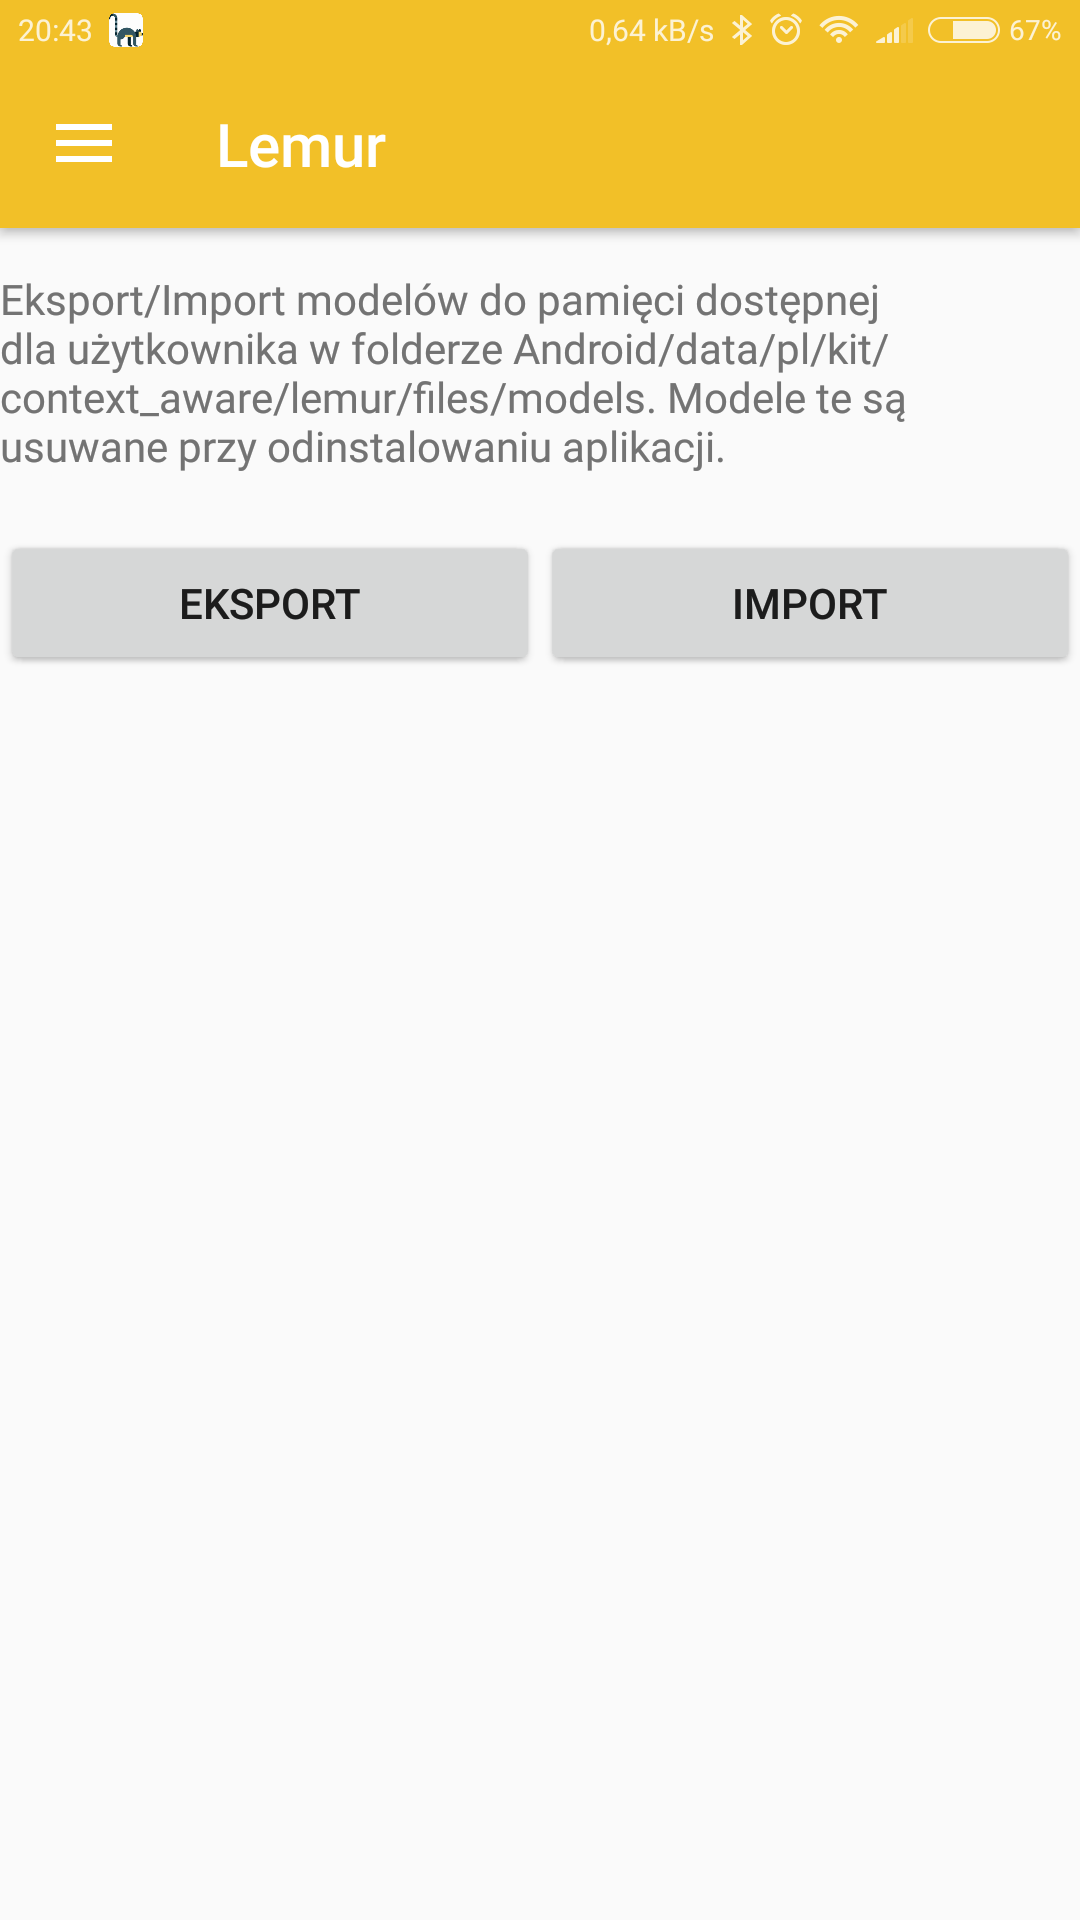 20:43 0,64 kB/s 67%
Lemur
Eksport/Import modelów do pamięci dostępnej
dla użytkownika w folderze Android/data/pl/kit/
context_aware/lemur/files/models. Modele te są
usuwane przy odinstalowaniu aplikacji.
EKSPORT IMPORT